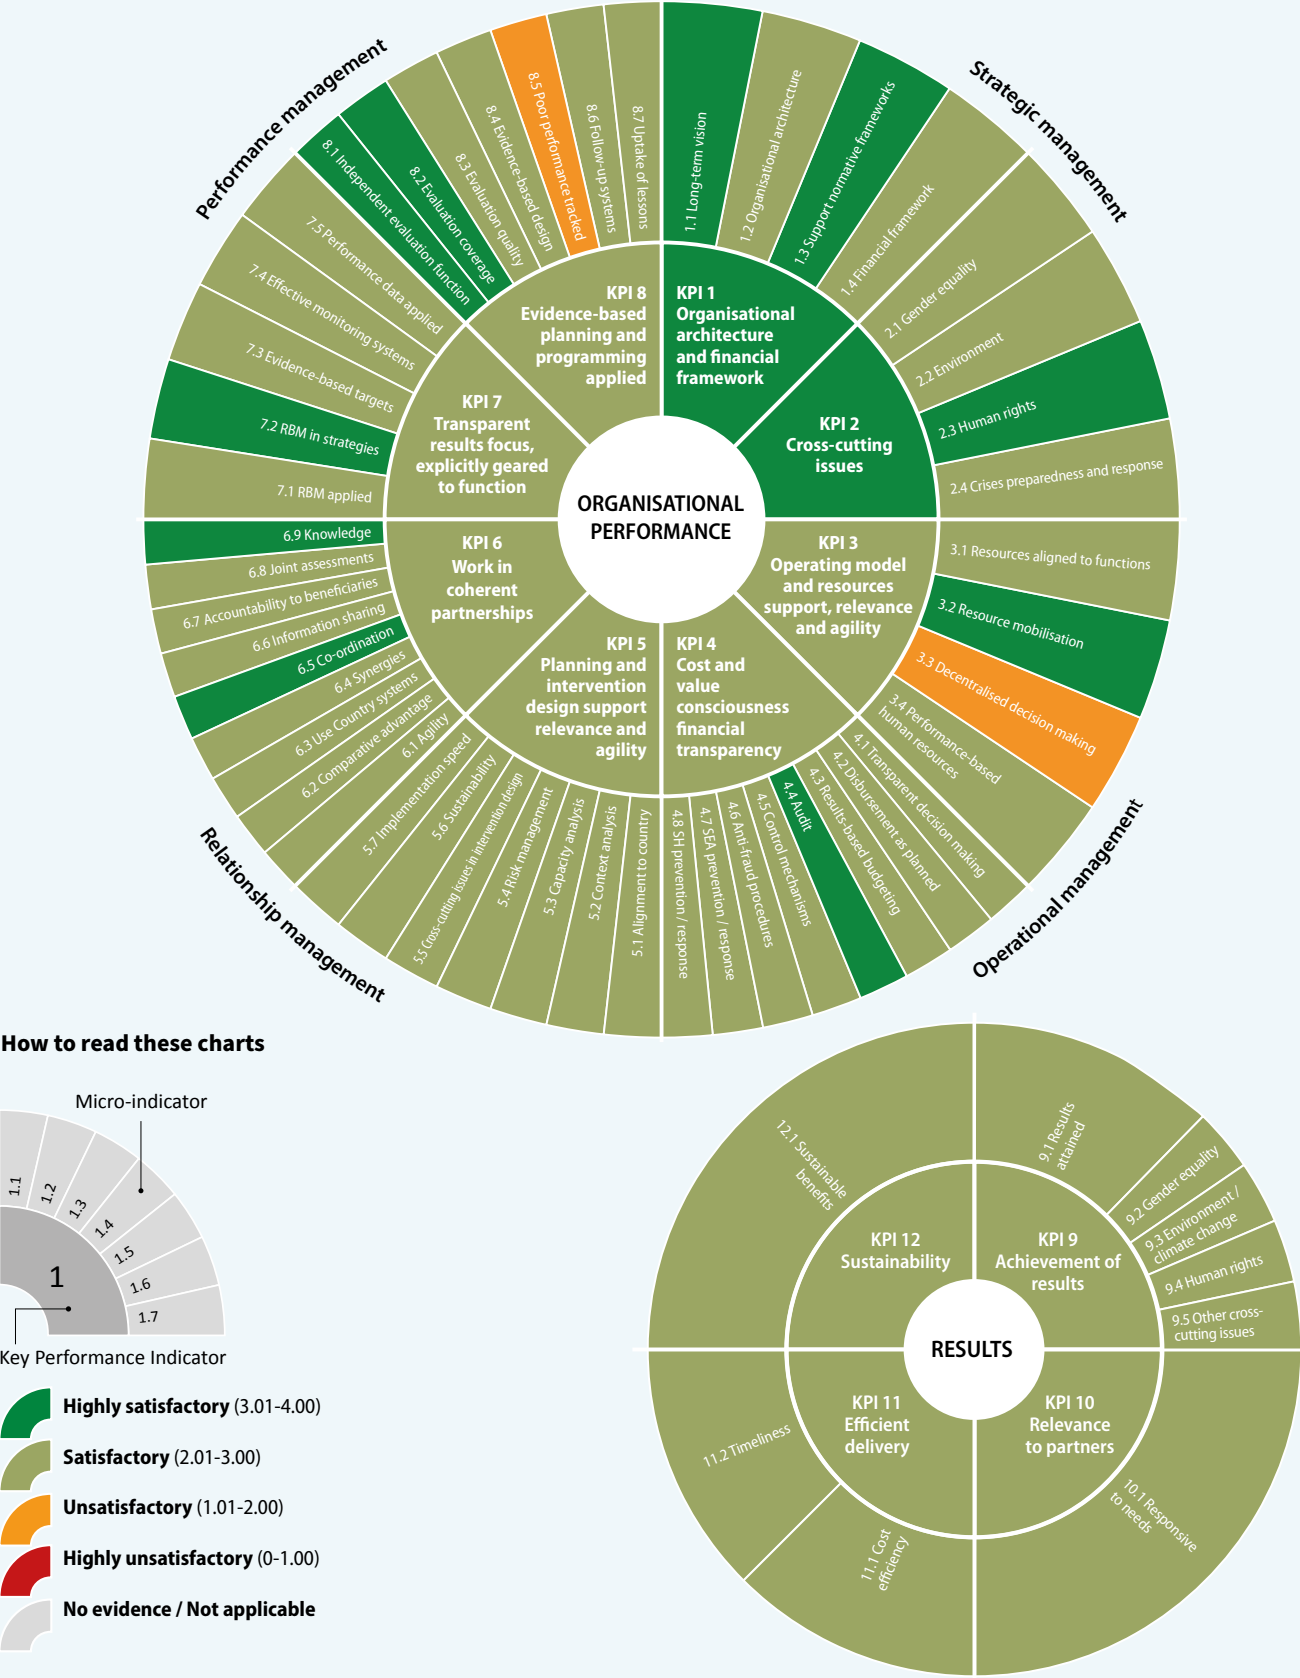 Performance management
Strategic management
8.1 Independent evaluation function
8.2 Evaluation coverage
8.3 Evaluation quality
8.4 Evidence-based design
8.5 Poor performance tracked
8.6 Follow-up systems
8.7 Uptake of lessons
1.1 Long-term vision
1.2 Organisational architecture
1.3 Support normative frameworks
1.4 Financial framework
2.1 Gender equality
2.2 Environment
2.3 Human rights
2.4 Crises preparedness and response
3.1 Resources aligned to functions
3.2 Resource mobilisation
3.3 Decentralised decision making
3.4 Performance-based
human resources
4.1 Transparent decision making
4.2 Disbursement as planned
4.3 Results-based budgeting
4.4 Audit
4.5 Control mechanisms
4.6 Anti-fraud procedures
4.7 SEA prevention / response
4.8 SH prevention / response
5.1 Alignment to country
5.2 Context analysis
5.3 Capacity analysis
5.4 Risk management
5.5 Cross-cutting issues in intervention design
5.6 Sustainability
5.7 Implementation speed
6.1 Agility
6.2 Comparative advantage
6.3 Use Country systems
6.4 Synergies
6.5 Co-ordination
6.6 Information sharing
6.7 Accountability to beneficiaries
6.8 Joint assessments
6.9 Knowledge
7.1 RBM applied
7.2 RBM in strategies
7.3 Evidence-based targets
7.4 Effective monitoring systems
7.5 Performance data applied
KPI 8
Evidence-based
planning and
programming
applied
KPI 1
Organisational
architecture
and financial
framework
KPI 7
Transparent
results focus,
explicitly geared
to function
KPI 2
Cross-cutting
issues
ORGANISATIONAL
PERFORMANCE
KPI 6
Work in
coherent
partnerships
KPI 3
Operating model
and resources
support, relevance
and agility
KPI 5
Planning and
intervention
design support
relevance and
agility
KPI 4
Cost and
value
consciousness
financial
transparency
Relationship management
Operational management
How to read these charts
Micro-indicator
1.1
1.2
1.3
1.4
1.5
1.6
1.7
1
Key Performance Indicator
Highly satisfactory (3.01-4.00)
Satisfactory (2.01-3.00)
Unsatisfactory (1.01-2.00)
Highly unsatisfactory (0-1.00)
No evidence / Not applicable
12.1 Sustainable
benefits
9.1 Results
attained
9.2 Gender equality
9.3 Environment /
climate change
9.4 Human rights
9.5 Other cross-
cutting issues
KPI 12
Sustainability
KPI 9
Achievement of
results
RESULTS
KPI 11
Efficient
delivery
KPI 10
Relevance
to partners
11.2 Timeliness
11.1 Cost
efficiency
10.1 Responsive
to needs